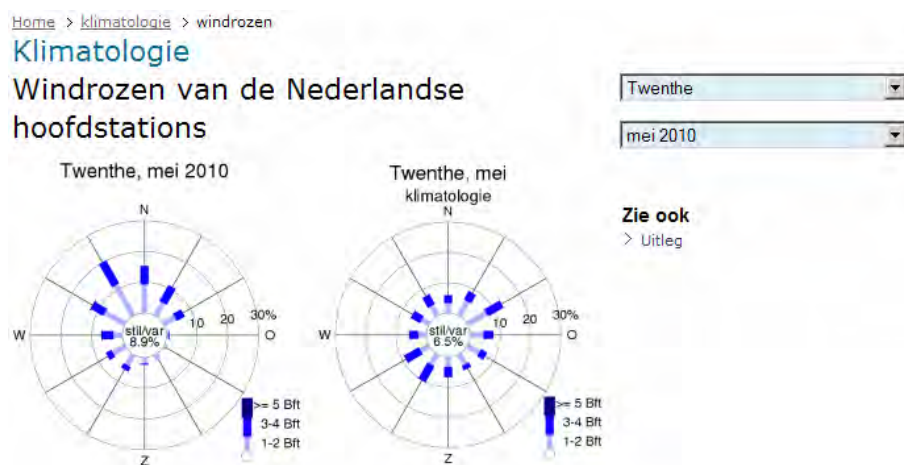 Home > klimatologie > windrozen
Klimatologie
Windrozen van de Nederlandse
hoofdstations
Twenthe
mei 2010
Zie ook
> Uitleg
Twenthe, mei 2010
N
W
O
Z
stil/var
8.9%
10 20 30%
>= 5 Bft
3-4 Bft
1-2 Bft
Twenthe, mei
klimatologie
N
W
O
Z
stil/var
6.5%
10 20 30%
>= 5 Bft
3-4 Bft
1-2 Bft